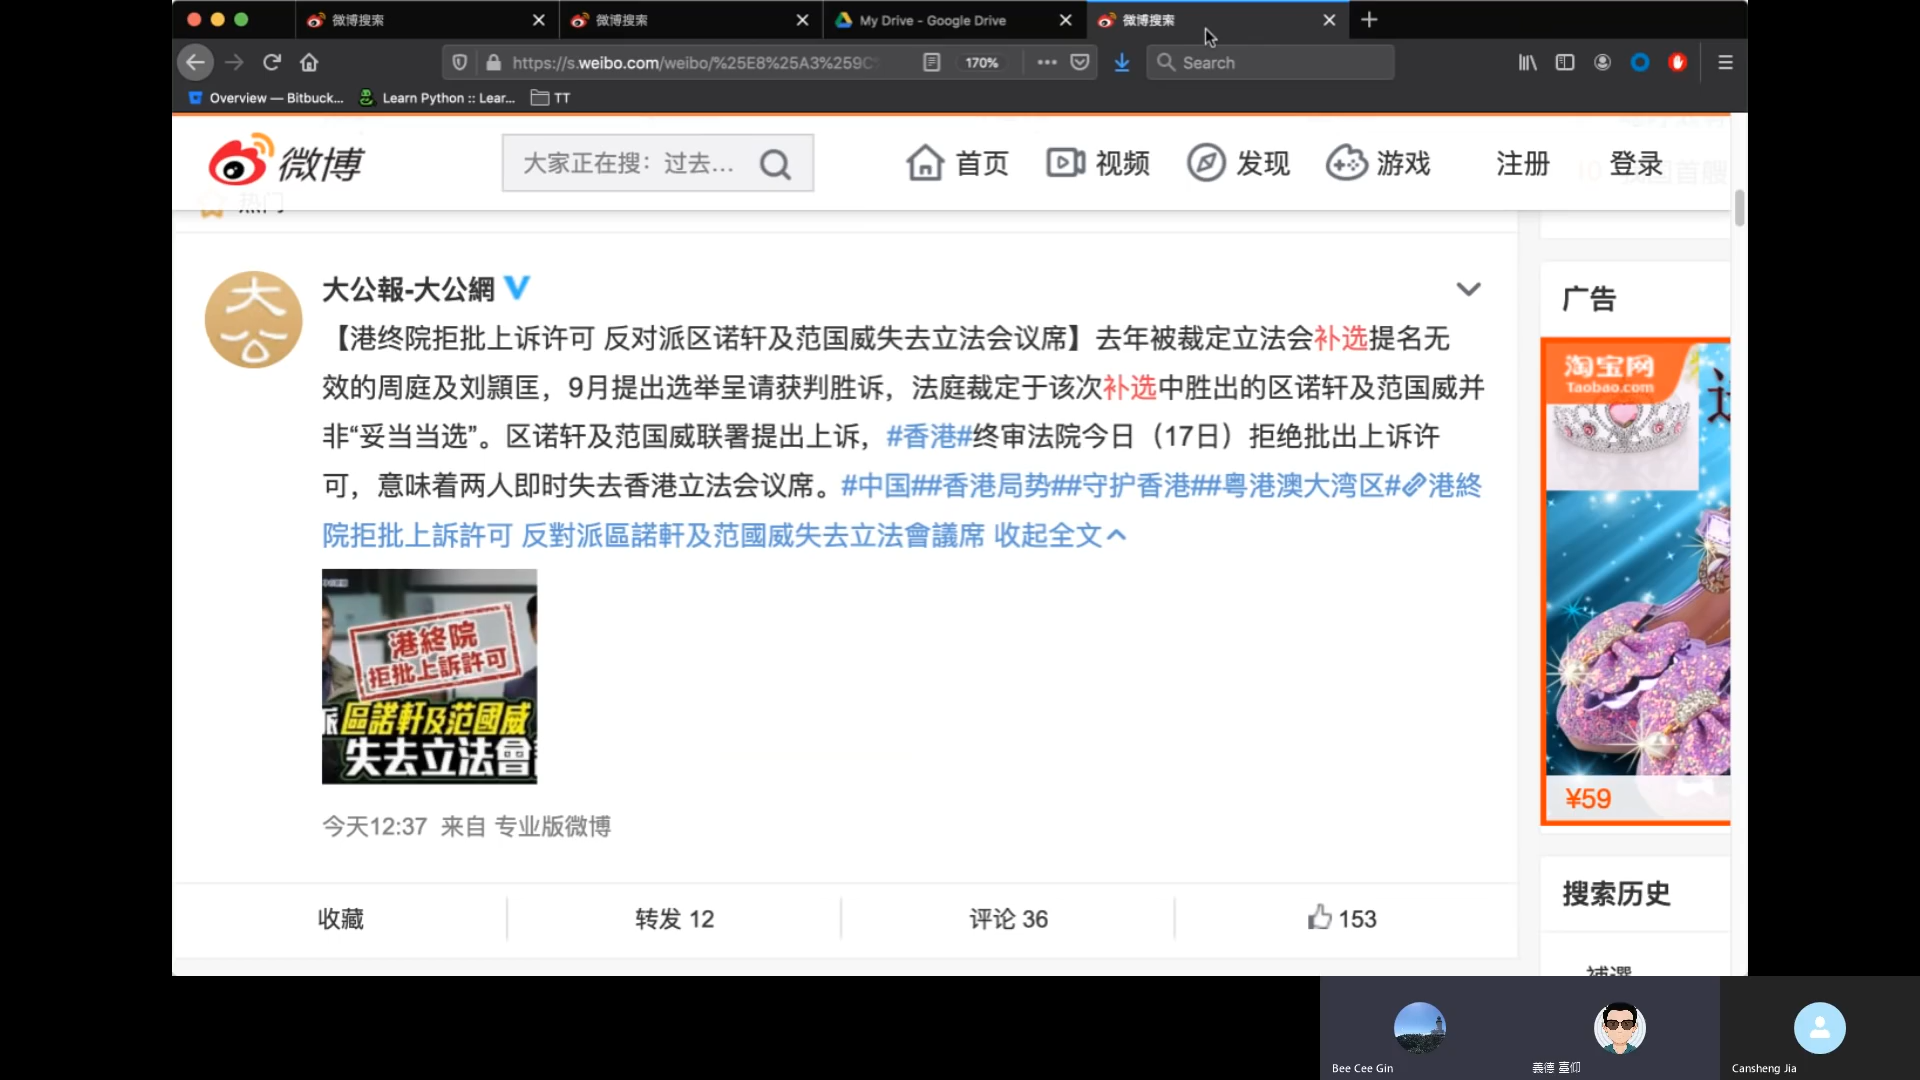 微博搜索
微博搜索
My Drive - Google Drive
微博搜索
https://s.weibo.com/weibo/%25E8%25A3%259C
170%
Search
Overview — Bitbuck...
Learn Python :: Lear...
TT
微博
大家正在搜：过去...
首页
视频
发现
游戏
注册
登录
热门
大公報-大公網
【港终院拒批上诉许可 反对派区诺轩及范国威失去立法会议席】去年被裁定立法会补选提名无
效的周庭及刘頴匡，9月提出选举呈请获判胜诉，法庭裁定于该次补选中胜出的区诺轩及范国威并
非“妥当当选”。区诺轩及范国威联署提出上诉，#香港#终审法院今日（17日）拒绝批出上诉许
可，意味着两人即时失去香港立法会议席。#中国##香港局势##守护香港##粤港澳大湾区#港終
院拒批上訴許可 反對派區諾軒及范國威失去立法會議席 收起全文
大公
港終院
拒批上訴許可
派區諾軒及范國威
失去立法會
今天12:37 来自 专业版微博
收藏
转发 12
评论 36
153
广告
淘宝网
Taobao.com
¥59
搜索历史
補選
Bee Cee Gin
Cansheng Jia